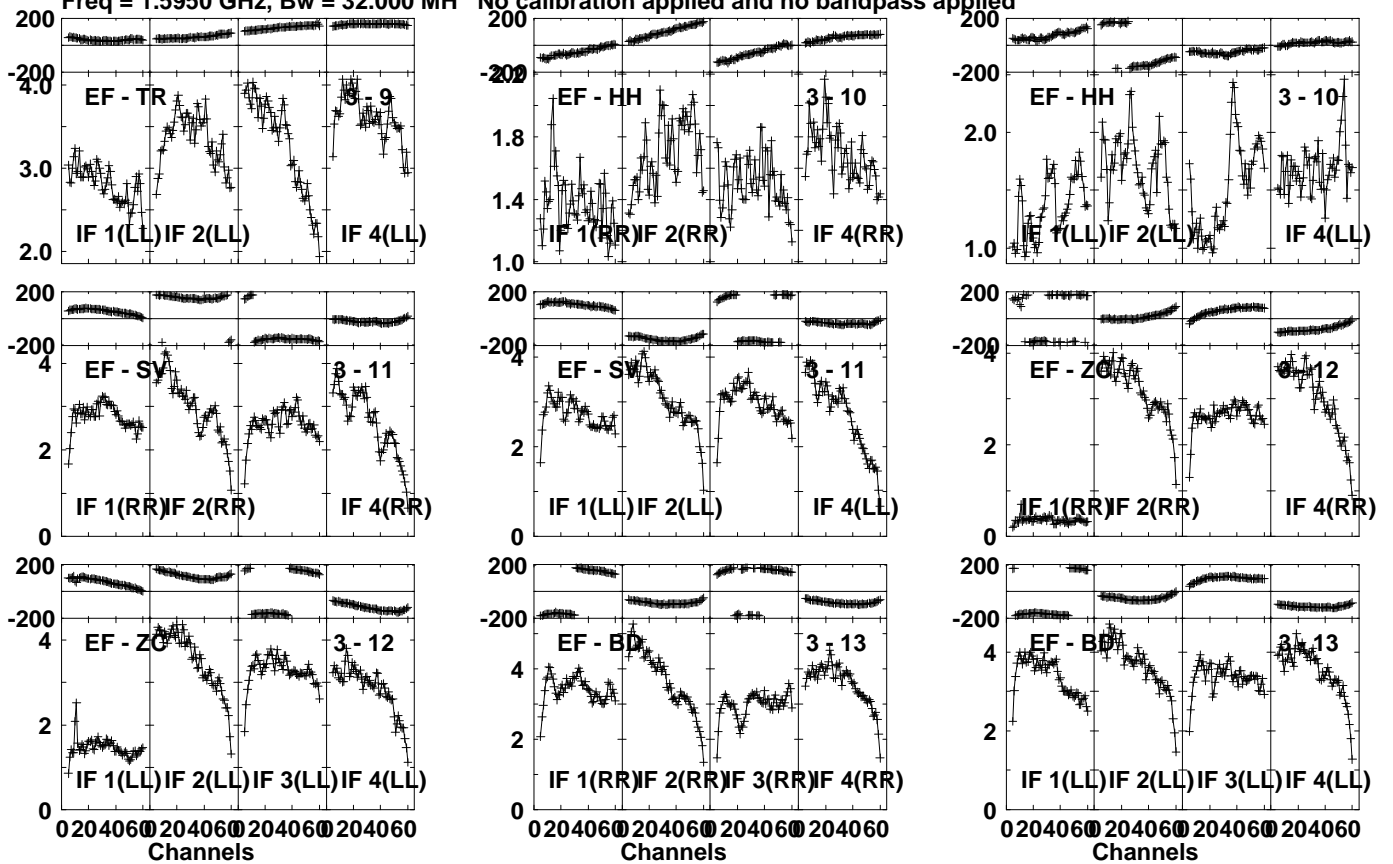 Freq = 1.5950 GHz, Bw = 32.000 MH No calibration applied and no bandpass applied
200 200 200
-200 -200 -200
4.0 EF - TR 3 - 9 2.2 EF - HH 3 - 10 EF - HH 3 - 10
1.8 2.0
3.0
1.4
IF 1(LL) IF 2(LL) IF 4(LL) IF 1(RR) IF 2(RR) IF 4(RR) IF 1(LL) IF 2(LL) IF 4(LL)
2.0 1.0 1.0
200 200 200
-200 -200 -200
4 EF - SV 3 - 11 4 EF - SV 3 - 11 4 EF - ZC 3 - 12
2 2 2
IF 1(RR) IF 2(RR) IF 4(RR) IF 1(LL) IF 2(LL) IF 4(LL) IF 1(RR) IF 2(RR) IF 4(RR)
0 0 0
200 200 200
-200 -200 -200
4 EF - ZC 3 - 12 4 EF - BD 3 - 13 4 EF - BD 3 - 13
2 2 2
IF 1(LL) IF 2(LL) IF 3(LL) IF 4(LL) IF 1(RR) IF 2(RR) IF 3(RR) IF 4(RR) IF 1(LL) IF 2(LL) IF 3(LL) IF 4(LL)
0 0 0
0 20 40 60 0 20 40 60 0 20 40 60 0 20 40 60 0 20 40 60 0 20 40 60 0 20 40 60 0 20 40 60 0 20 40 60 0 20 40 60 0 20 40 60 0 20 40 60
Channels Channels Channels